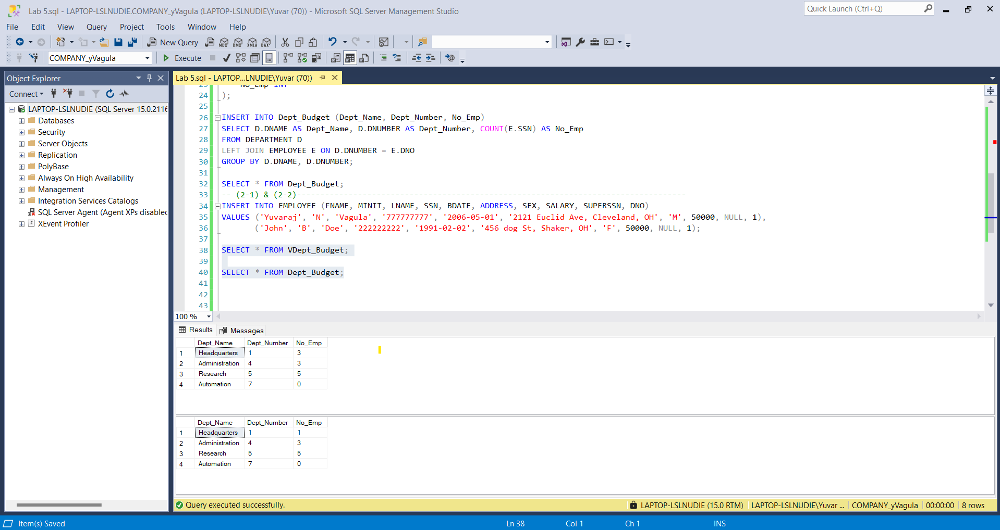 Lab 5.sql - LAPTOP-LSLNUDIE.COMPANY_yVagula (LAPTOP-LSLNUDIE\Yuvar (70)) - Microsoft SQL Server Management Studio
Quick Launch (Ctrl+Q)
File Edit View Query Project Tools Window Help
New Query MDX DMX XMLA DAX
COMPANY_yVagula Execute
Object Explorer
Connect
LAPTOP-LSLNUDIE (SQL Server 15.0.2116
Databases
Security
Server Objects
Replication
PolyBase
Always On High Availability
Management
Integration Services Catalogs
SQL Server Agent (Agent XPs disabled
XEvent Profiler
Lab 5.sql - LAPTOP...LNUDIE\Yuvar (70))
23 No_Emp INT
24 );
25
26 INSERT INTO Dept_Budget (Dept_Name, Dept_Number, No_Emp)
27 SELECT D.DNAME AS Dept_Name, D.DNUMBER AS Dept_Number, COUNT(E.SSN) AS No_Emp
28 FROM DEPARTMENT D
29 LEFT JOIN EMPLOYEE E ON D.DNUMBER = E.DNO
30 GROUP BY D.DNAME, D.DNUMBER;
31
32 SELECT * FROM Dept_Budget;
33 -- (2-1) & (2-2)-----------------------------------------------------------------------------------
34 INSERT INTO EMPLOYEE (FNAME, MINIT, LNAME, SSN, BDATE, ADDRESS, SEX, SALARY, SUPERSSN, DNO)
35 VALUES ('Yuvaraj', 'N', 'Vagula', '777777777', '2006-05-01', '2121 Euclid Ave, Cleveland, OH', 'M', 50000, NULL, 1),
36 ('John', 'B', 'Doe', '222222222', '1991-02-02', '456 dog St, Shaker, OH', 'F', 50000, NULL, 1);
37
38 SELECT * FROM VDept_Budget;
39
40 SELECT * FROM Dept_Budget;
41
42
43
100 %
Results Messages
Dept_Name Dept_Number No_Emp
1 Headquarters 1 3
2 Administration 4 3
3 Research 5 5
4 Automation 7 0
Dept_Name Dept_Number No_Emp
1 Headquarters 1 1
2 Administration 4 3
3 Research 5 5
4 Automation 7 0
Query executed successfully. LAPTOP-LSLNUDIE (15.0 RTM) LAPTOP-LSLNUDIE\Yuvar ... COMPANY_yVagula 00:00:00 8 rows
Item(s) Saved Ln 38 Col 1 Ch 1 INS